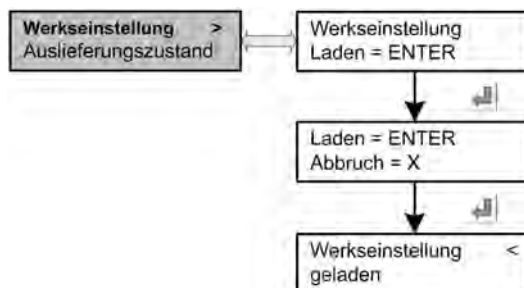 Werkseinstellung >
Auslieferungszustand
Werkseinstellung
Laden = ENTER
Laden = ENTER
Abbruch = X
Werkseinstellung <
geladen